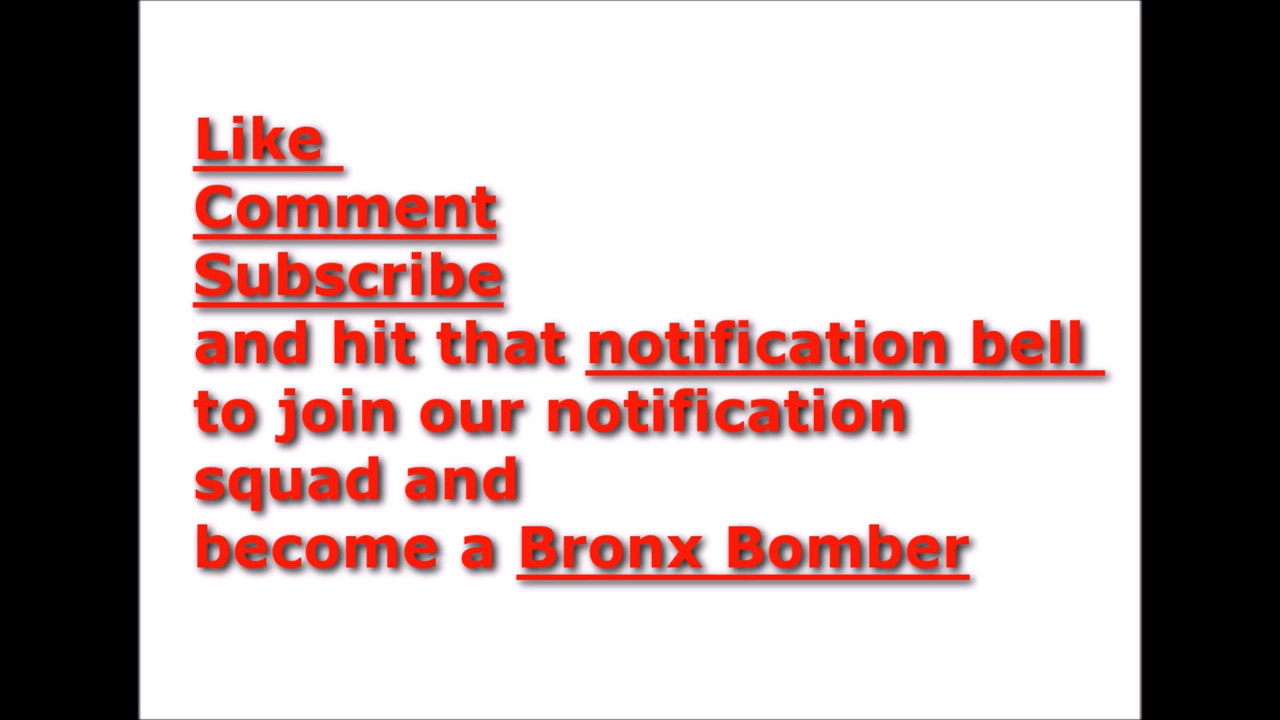 Like
Comment
Subscribe
and hit that notification bell
to join our notification
squad and
become a Bronx Bomber